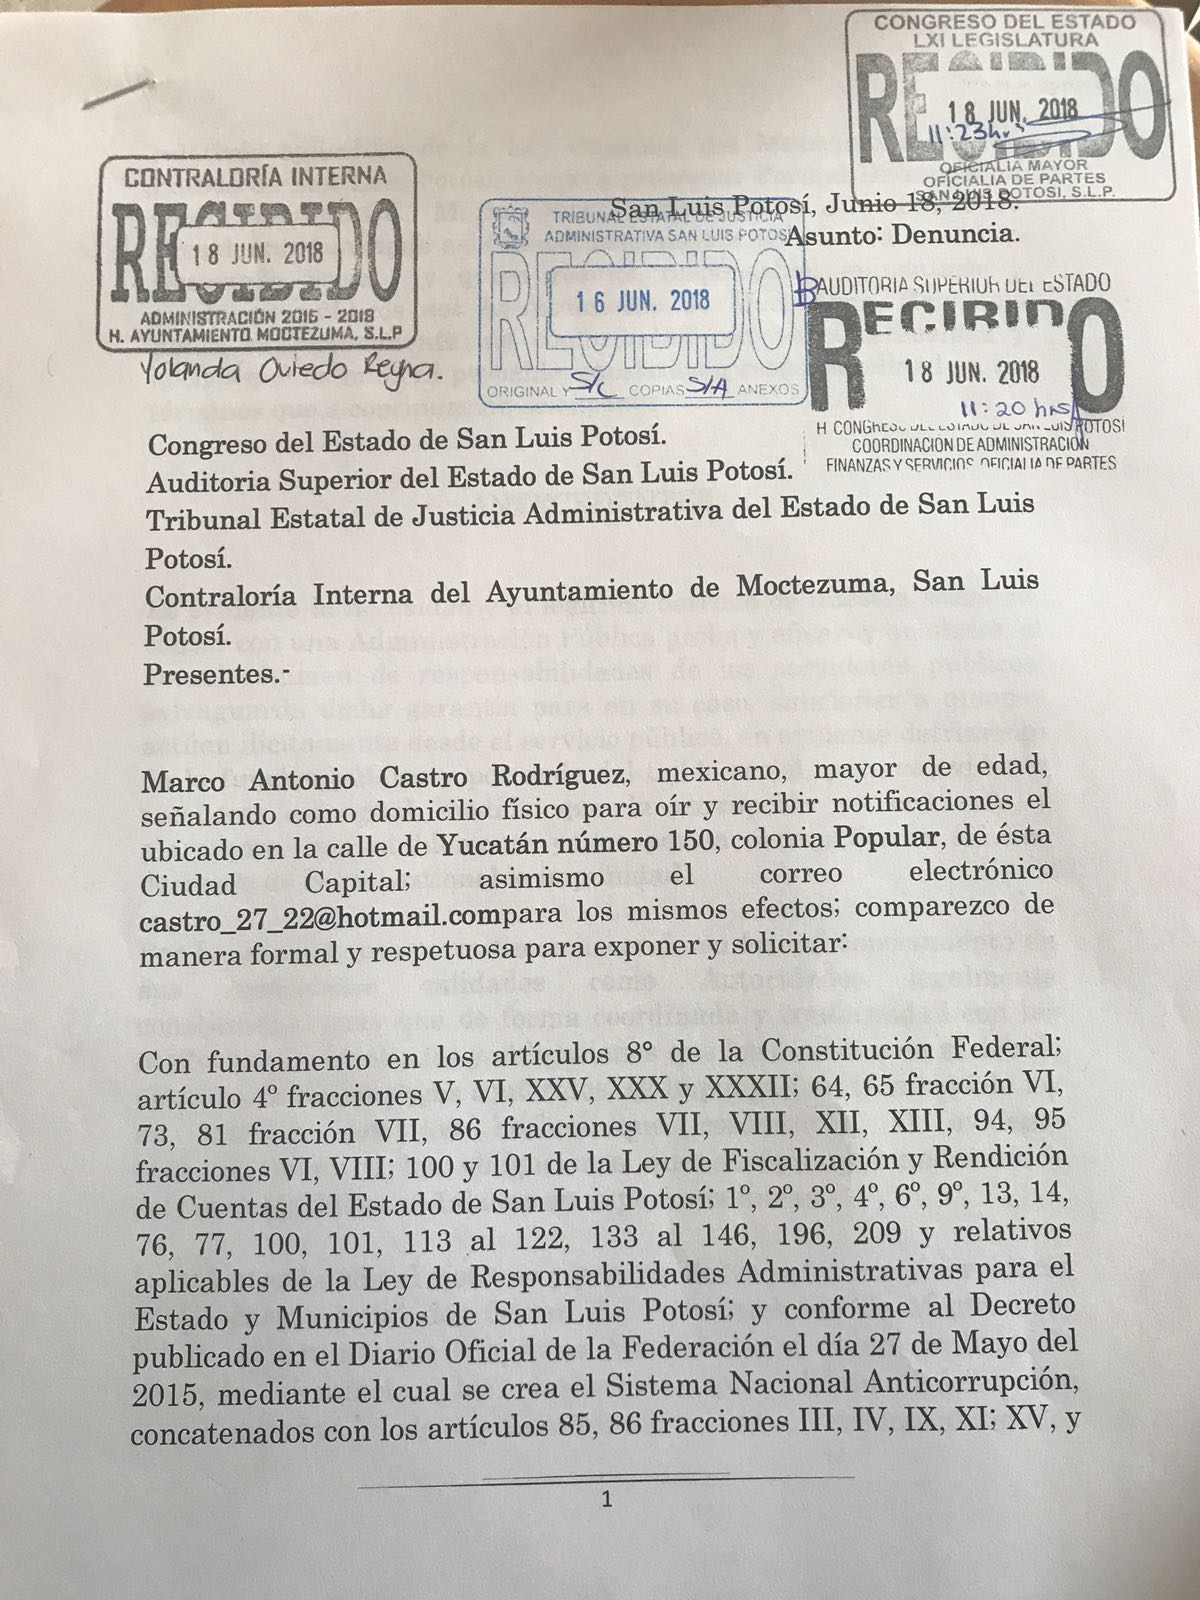 CONGRESO DEL ESTADO
LXI LEGISLATURA
RECIBIDO
18 JUN. 2018
11:23hrs
OFICIALIA MAYOR
OFICIALIA DE PARTES
SAN LUIS POTOSI, S.L.P.
CONTRALORÍA INTERNA
RECIBIDO
18 JUN. 2018
ADMINISTRACIÓN 2015 - 2018
H. AYUNTAMIENTO MOCTEZUMA, S.L.P
Yolanda Oviedo Reyna.
TRIBUNAL ESTATAL DE JUSTICIA
ADMINISTRATIVA SAN LUIS POTOSI
RECIBIDO
16 JUN. 2018
ORIGINAL Y S/C COPIAS S/A ANEXOS
San Luis Potosí, Junio 18, 2018.
Asunto: Denuncia.
AUDITORIA SUPERIOR DEL ESTADO
RECIBIDO
18 JUN. 2018
11:20 hrs
H CONGRESO DEL ESTADO DE SAN LUIS POTOSI
COORDINACION DE ADMINISTRACIÓN
FINANZAS Y SERVICIOS OFICIALIA DE PARTES
Congreso del Estado de San Luis Potosí.
Auditoria Superior del Estado de San Luis Potosí.
Tribunal Estatal de Justicia Administrativa del Estado de San Luis
Potosí.
Contraloría Interna del Ayuntamiento de Moctezuma, San Luis
Potosí.
Presentes.-
Marco Antonio Castro Rodríguez, mexicano, mayor de edad,
señalando como domicilio físico para oír y recibir notificaciones el
ubicado en la calle de Yucatán número 150, colonia Popular, de ésta
Ciudad Capital; asimismo el correo electrónico
castro_27_22@hotmail.compara los mismos efectos; comparezco de
manera formal y respetuosa para exponer y solicitar:
Con fundamento en los artículos 8° de la Constitución Federal;
artículo 4º fracciones V, VI, XXV, XXX y XXXII; 64, 65 fracción VI,
73, 81 fracción VII, 86 fracciones VII, VIII, XII, XIII, 94, 95
fracciones VI, VIII; 100 y 101 de la Ley de Fiscalización y Rendición
de Cuentas del Estado de San Luis Potosí; 1º, 2º, 3º, 4º, 6º, 9º, 13, 14,
76, 77, 100, 101, 113 al 122, 133 al 146, 196, 209 y relativos
aplicables de la Ley de Responsabilidades Administrativas para el
Estado y Municipios de San Luis Potosí; y conforme al Decreto
publicado en el Diario Oficial de la Federación el día 27 de Mayo del
2015, mediante el cual se crea el Sistema Nacional Anticorrupción,
concatenados con los artículos 85, 86 fracciones III, IV, IX, XI; XV, y
1